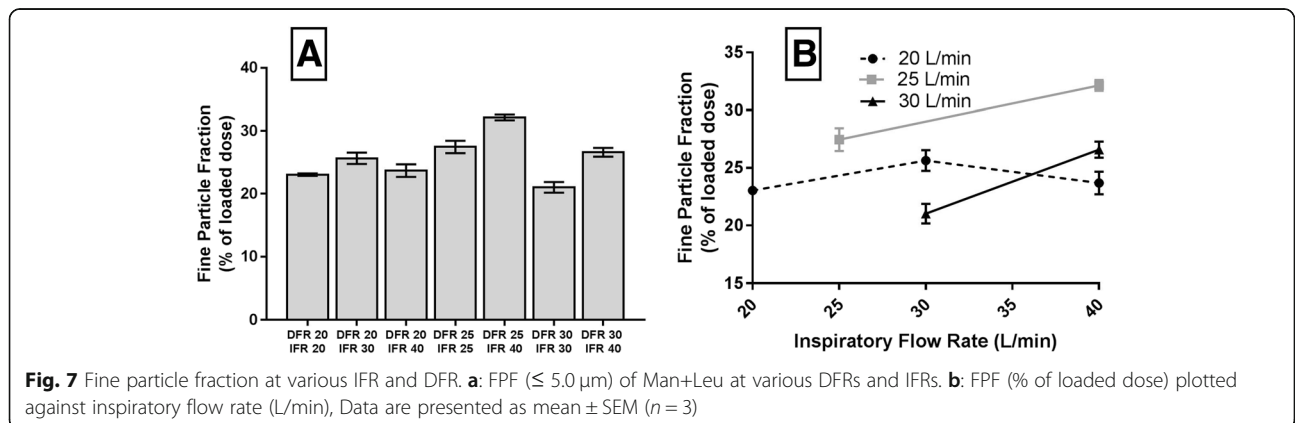 A
Fine Particle Fraction
(% of loaded dose)
40
30
20
10
0
DFR 20 DFR 20 DFR 20 DFR 25 DFR 25 DFR 30 DFR 30
IFR 20 IFR 30 IFR 40 IFR 25 IFR 40 IFR 30 IFR 40
B
20 L/min
25 L/min
30 L/min
Fine Particle Fraction
(% of loaded dose)
35
30
25
20
15
20 25 30 35 40
Inspiratory Flow Rate (L/min)
Fig. 7 Fine particle fraction at various IFR and DFR. a: FPF (≤ 5.0 μm) of Man+Leu at various DFRs and IFRs. b: FPF (% of loaded dose) plotted
against inspiratory flow rate (L/min), Data are presented as mean ± SEM (n = 3)